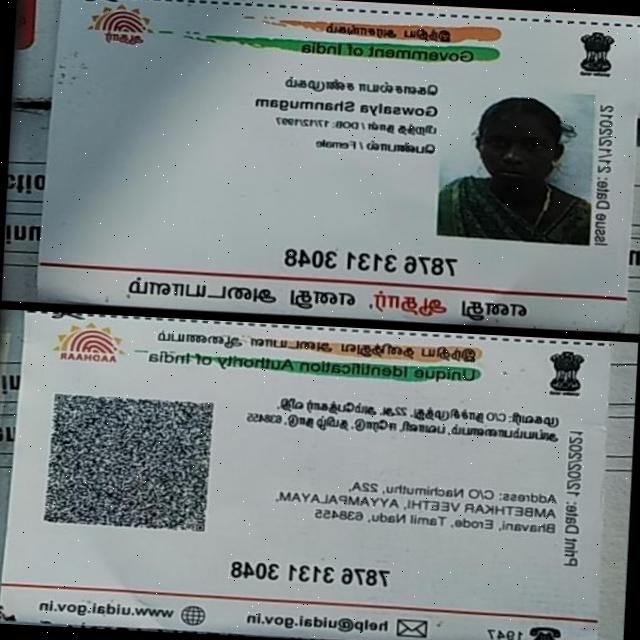 இந்திய அரசாங்கம்
Government of India
ஆதார்
கௌசல்யா சண்முகம்
Gowsalya Shanmugam
பிறந்த நாள் / DOB: 17/12/1997
பெண்பால் / Female
Issue Date: 21/12/2012
7876 3131 3048
எனது ஆதார், எனது அடையாளம்
இந்திய தனித்துவ அடையாள ஆணையம்
Unique Identification Authority of India
AADHAAR
முகவரி: C/O நாச்சிமுத்து, 22அ, அம்பேத்கார் வீதி,
அய்யம்பாளையம், பவானி, ஈரோடு, தமிழ் நாடு, 638455
Address: C/O Nachimuthu, 22A,
AMBETHKAR VEETHI, AYYAMPALAYAM,
Bhavani, Erode, Tamil Nadu, 638455
Print Date: 12/02/2021
7876 3131 3048
1947
help@uidai.gov.in
www.uidai.gov.in